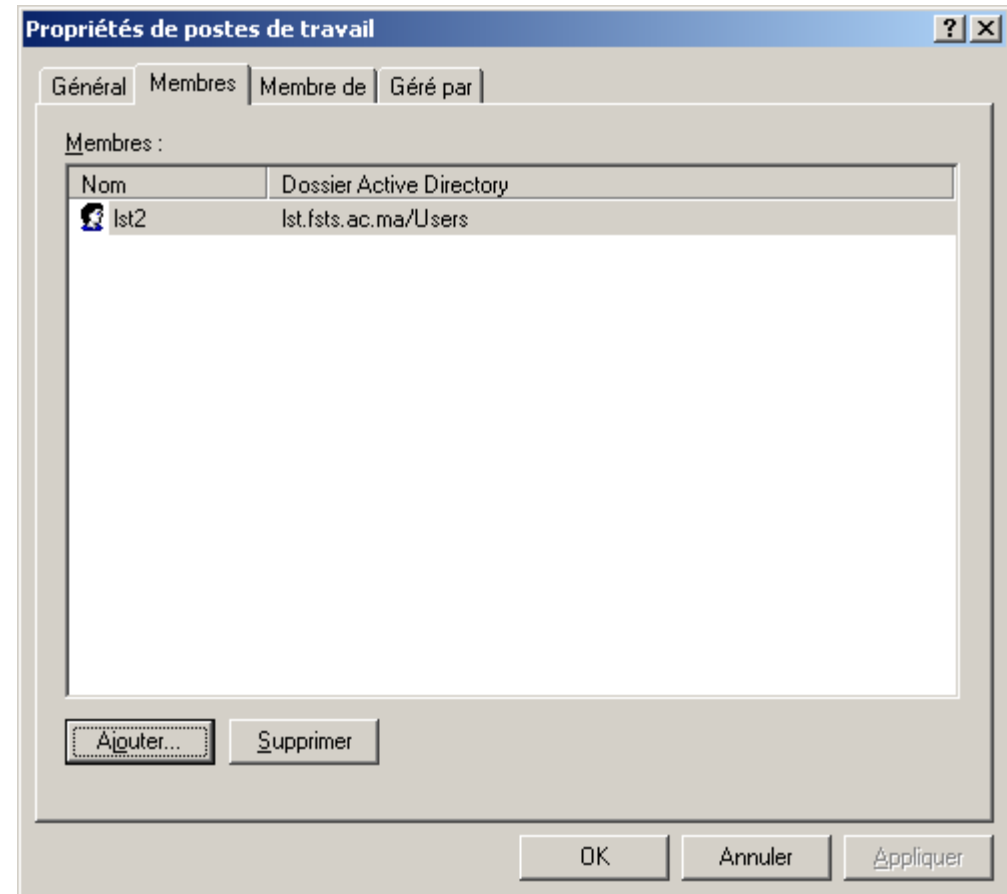 Propriétés de postes de travail
Général Membres Membre de Géré par
Membres :
Nom Dossier Active Directory
lst2 lst.fsts.ac.ma/Users
Ajouter... Supprimer
OK Annuler Appliquer